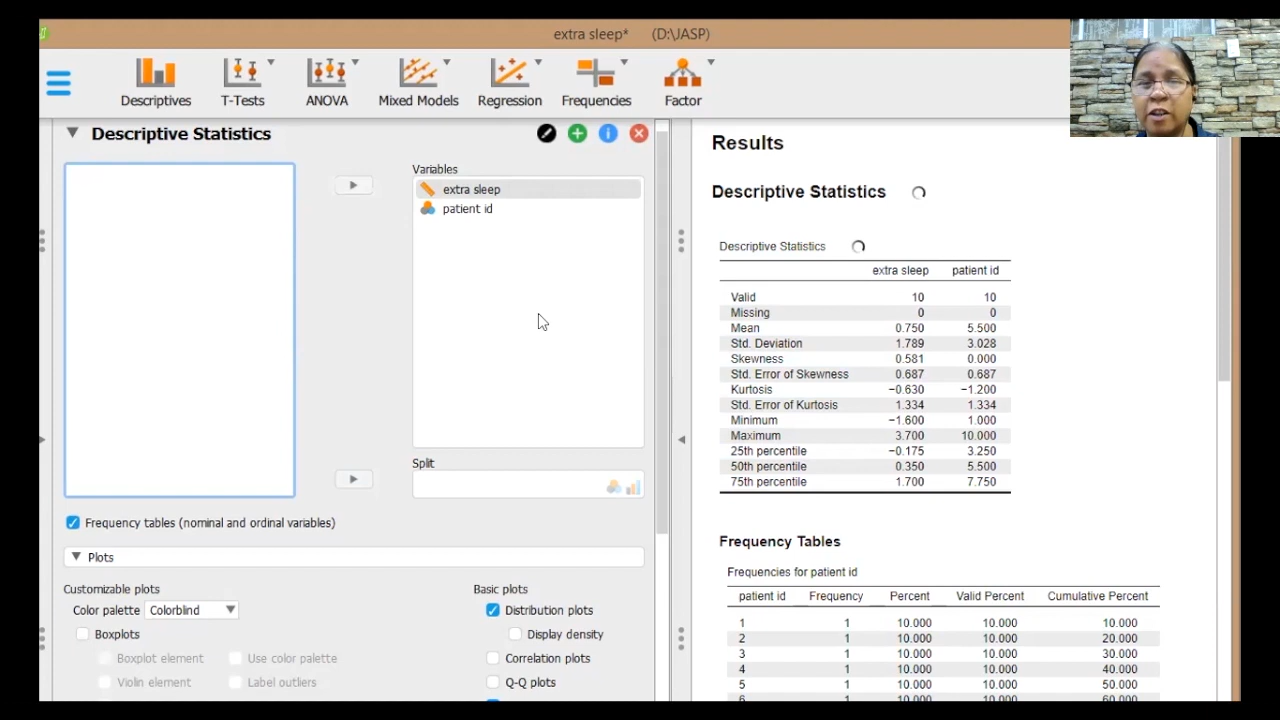 extra sleep* (D:\JASP)
Descriptives
T-Tests
ANOVA
Mixed Models
Regression
Frequencies
Factor
Descriptive Statistics
Variables
extra sleep
patient id
Split
Frequency tables (nominal and ordinal variables)
Plots
Customizable plots
Color palette Colorblind
Boxplots
Boxplot element Use color palette
Violin element Label outliers
Basic plots
Distribution plots
Display density
Correlation plots
Q-Q plots
Results
Descriptive Statistics
Descriptive Statistics
extra sleep patient id
Valid 10 10
Missing 0 0
Mean 0.750 5.500
Std. Deviation 1.789 3.028
Skewness 0.581 0.000
Std. Error of Skewness 0.687 0.687
Kurtosis −0.630 −1.200
Std. Error of Kurtosis 1.334 1.334
Minimum −1.600 1.000
Maximum 3.700 10.000
25th percentile −0.175 3.250
50th percentile 0.350 5.500
75th percentile 1.700 7.750
Frequency Tables
Frequencies for patient id
patient id Frequency Percent Valid Percent Cumulative Percent
1 1 10.000 10.000 10.000
2 1 10.000 10.000 20.000
3 1 10.000 10.000 30.000
4 1 10.000 10.000 40.000
5 1 10.000 10.000 50.000
6 1 10.000 10.000 60.000